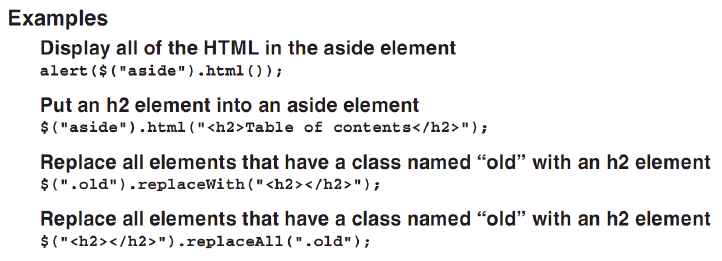 Examples
Display all of the HTML in the aside element
alert($("aside").html());
Put an h2 element into an aside element
$("aside").html("<h2>Table of contents</h2>");
Replace all elements that have a class named “old” with an h2 element
$(".old").replaceWith("<h2></h2>");
Replace all elements that have a class named “old” with an h2 element
$("<h2></h2>").replaceAll(".old");